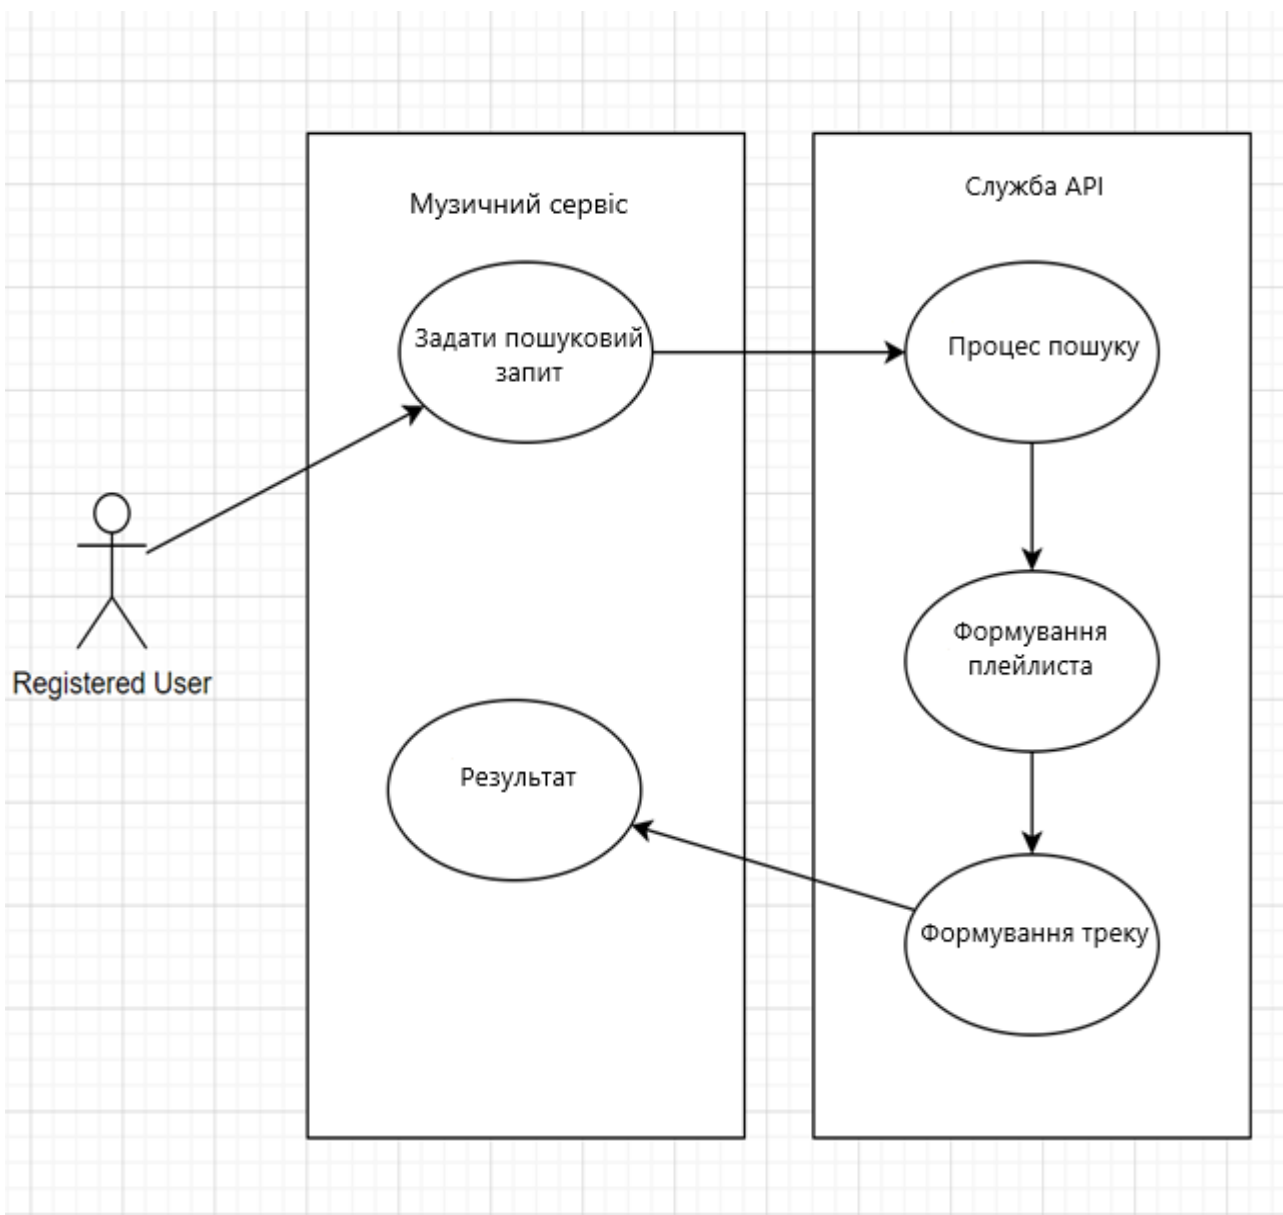 Музичний сервіс
Служба API
Задати пошуковий
запит
Процес пошуку
Формування
плейлиста
Registered User
Результат
Формування треку